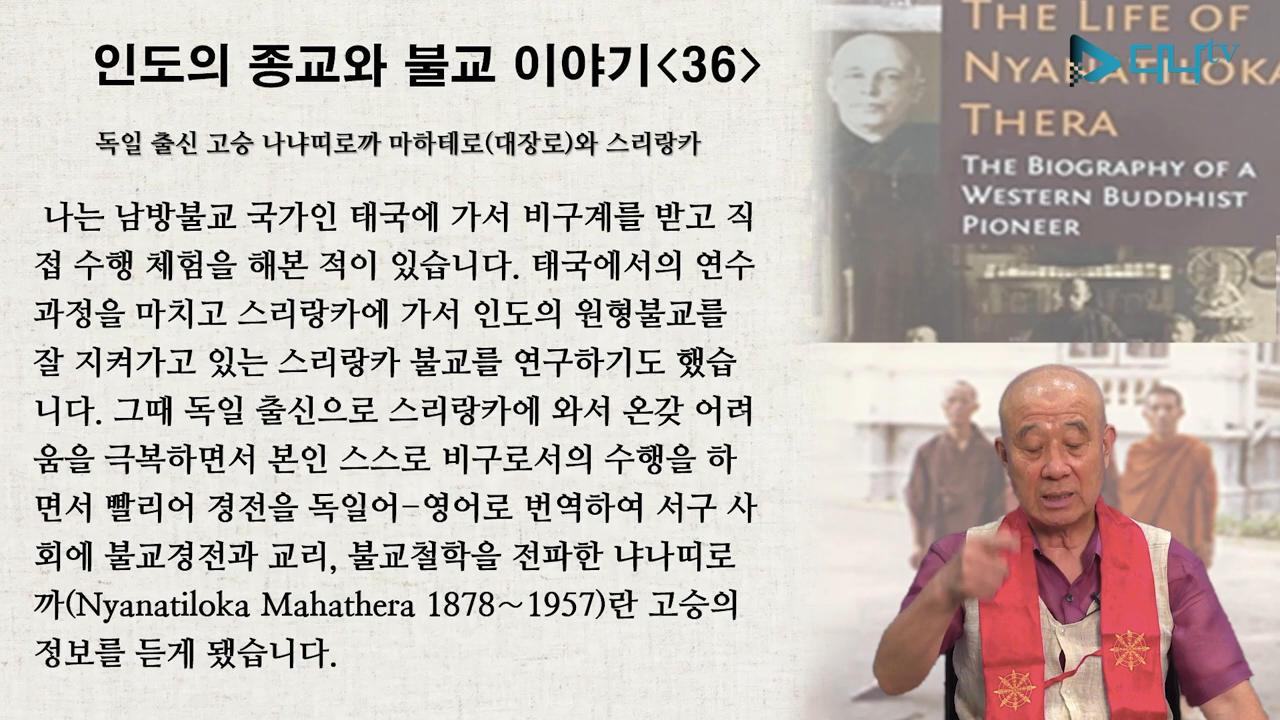 인도의 종교와 불교 이야기<36>
독일 출신 고승 나냐띠로까 마하테로(대장로)와 스리랑카
나는 남방불교 국가인 태국에 가서 비구계를 받고 직
접 수행 체험을 해본 적이 있습니다. 태국에서의 연수
과정을 마치고 스리랑카에 가서 인도의 원형불교를
잘 지켜가고 있는 스리랑카 불교를 연구하기도 했습
니다. 그때 독일 출신으로 스리랑카에 와서 온갖 어려
움을 극복하면서 본인 스스로 비구로서의 수행을 하
면서 빨리어 경전을 독일어-영어로 번역하여 서구 사
회에 불교경전과 교리, 불교철학을 전파한 냐나띠로
까(Nyanatiloka Mahathera 1878~1957)란 고승의
정보를 듣게 됐습니다.
THE LIFE OF
NYANATILOKA
THERA
THE BIOGRAPHY OF A
WESTERN BUDDHIST
PIONEER
다나tv